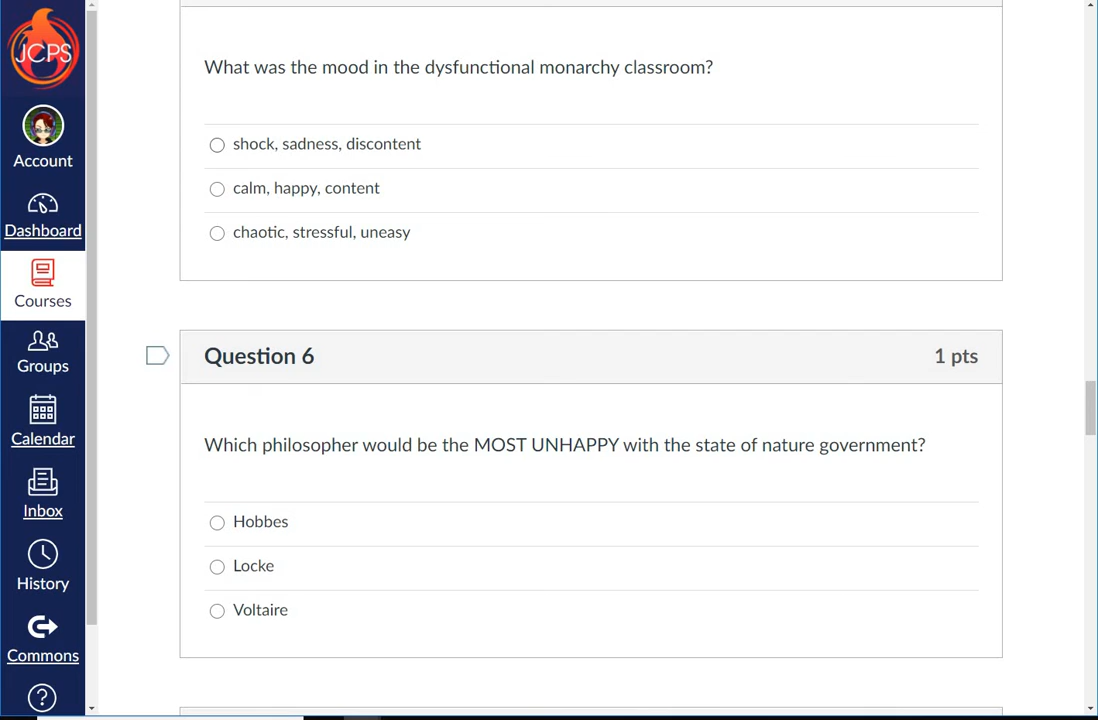 JCPS
Account
Dashboard
Courses
Groups
Calendar
Inbox
History
Commons
?
What was the mood in the dysfunctional monarchy classroom?
shock, sadness, discontent
calm, happy, content
chaotic, stressful, uneasy
Question 6 1 pts
Which philosopher would be the MOST UNHAPPY with the state of nature government?
Hobbes
Locke
Voltaire